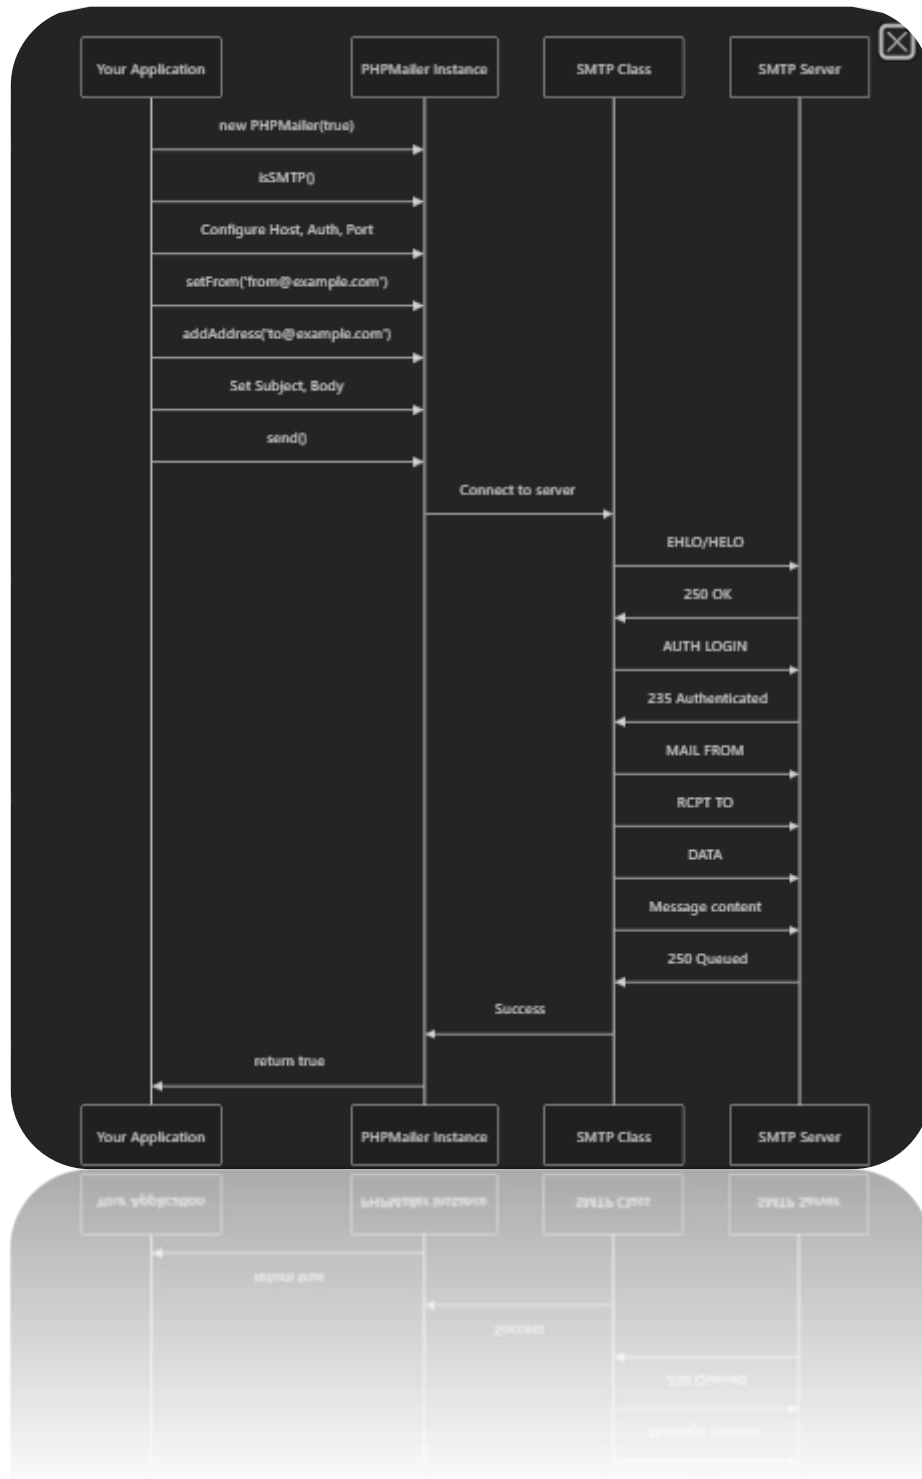 Your Application
PHPMailer Instance
SMTP Class
SMTP Server
new PHPMailer(true)
isSMTP()
Configure Host, Auth, Port
setFrom('from@example.com')
addAddress('to@example.com')
Set Subject, Body
send()
Connect to server
EHLO/HELO
250 OK
AUTH LOGIN
235 Authenticated
MAIL FROM
RCPT TO
DATA
Message content
250 Queued
Success
return true
Your Application
PHPMailer Instance
SMTP Class
SMTP Server